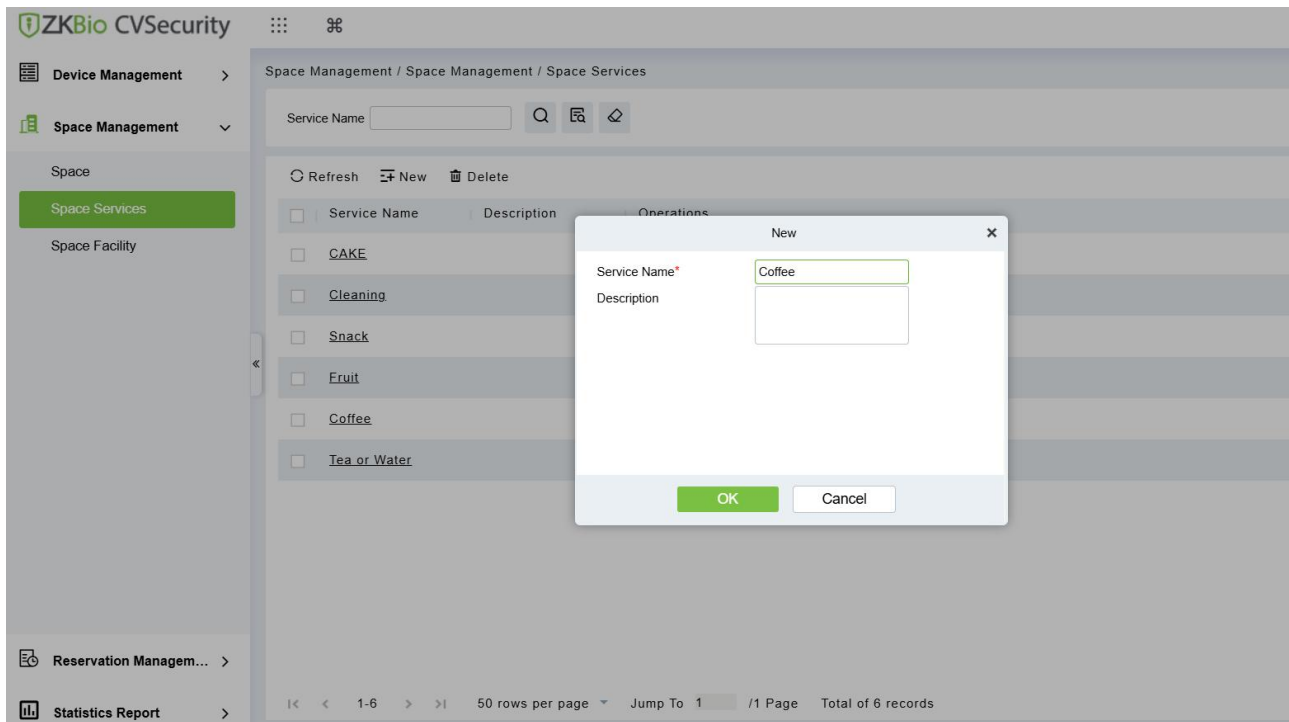 ZKBio CVSecurity
Device Management
Space Management
Space
Space Services
Space Facility
Reservation Managem...
Statistics Report
Space Management / Space Management / Space Services
Service Name
Refresh New Delete
Service Name Description Operations
CAKE
Cleaning
Snack
Fruit
Coffee
Tea or Water
New
Service Name* Coffee
Description
OK Cancel
1-6 50 rows per page Jump To 1 /1 Page Total of 6 records